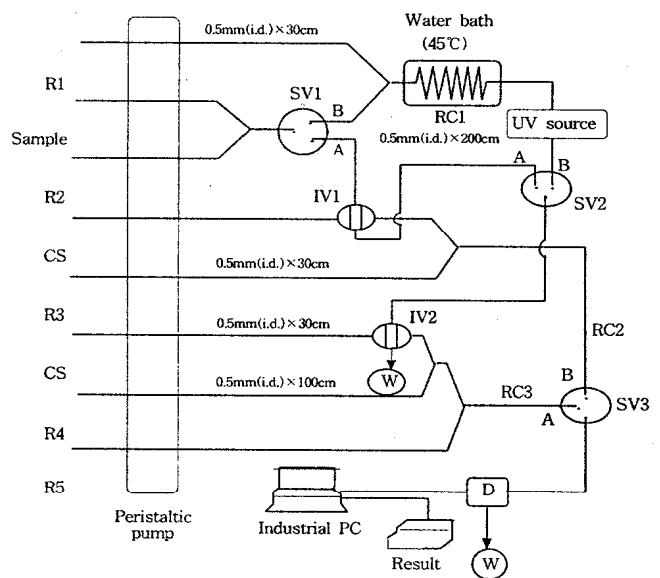 Water bath
(45℃)
0.5mm(i.d.)×30cm
R1
SV1
B
RC1
UV source
Sample
A
0.5mm(i.d.)×200cm
A
B
R2
IV1
SV2
CS
0.5mm(i.d.)×30cm
R3
0.5mm(i.d.)×30cm
IV2
RC2
CS
0.5mm(i.d.)×100cm
W
RC3
B
A
SV3
R4
R5
D
Peristaltic
pump
Industrial PC
Result
W